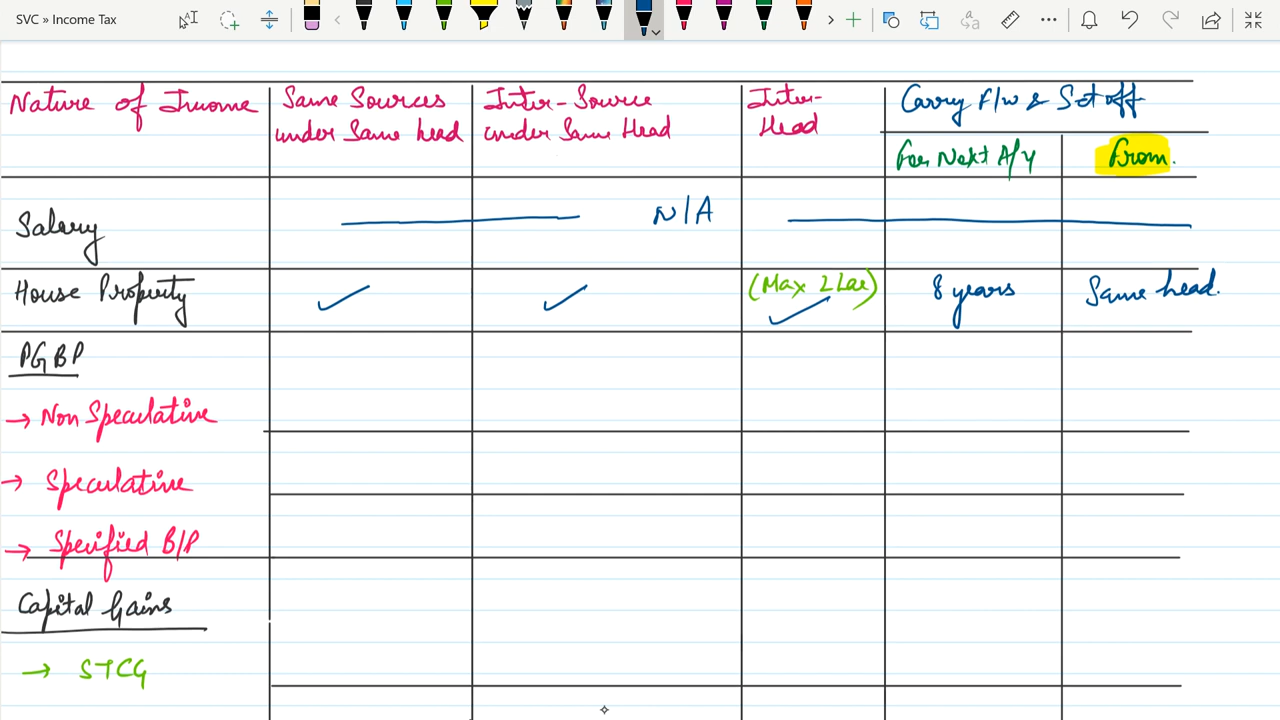 SVC » Income Tax
Nature of Income
Same Sources
under Same head
Inter-Source
under Same Head
Inter-
Head
Carry F/w & Set off
For Next A/y
From.
Salary
N/A
House Property
(Max 2 Lac)
8 years
Same head.
PGBP
→ Non Speculative
→ Speculative
→ Specified B/P
Capital Gains
→ STCG